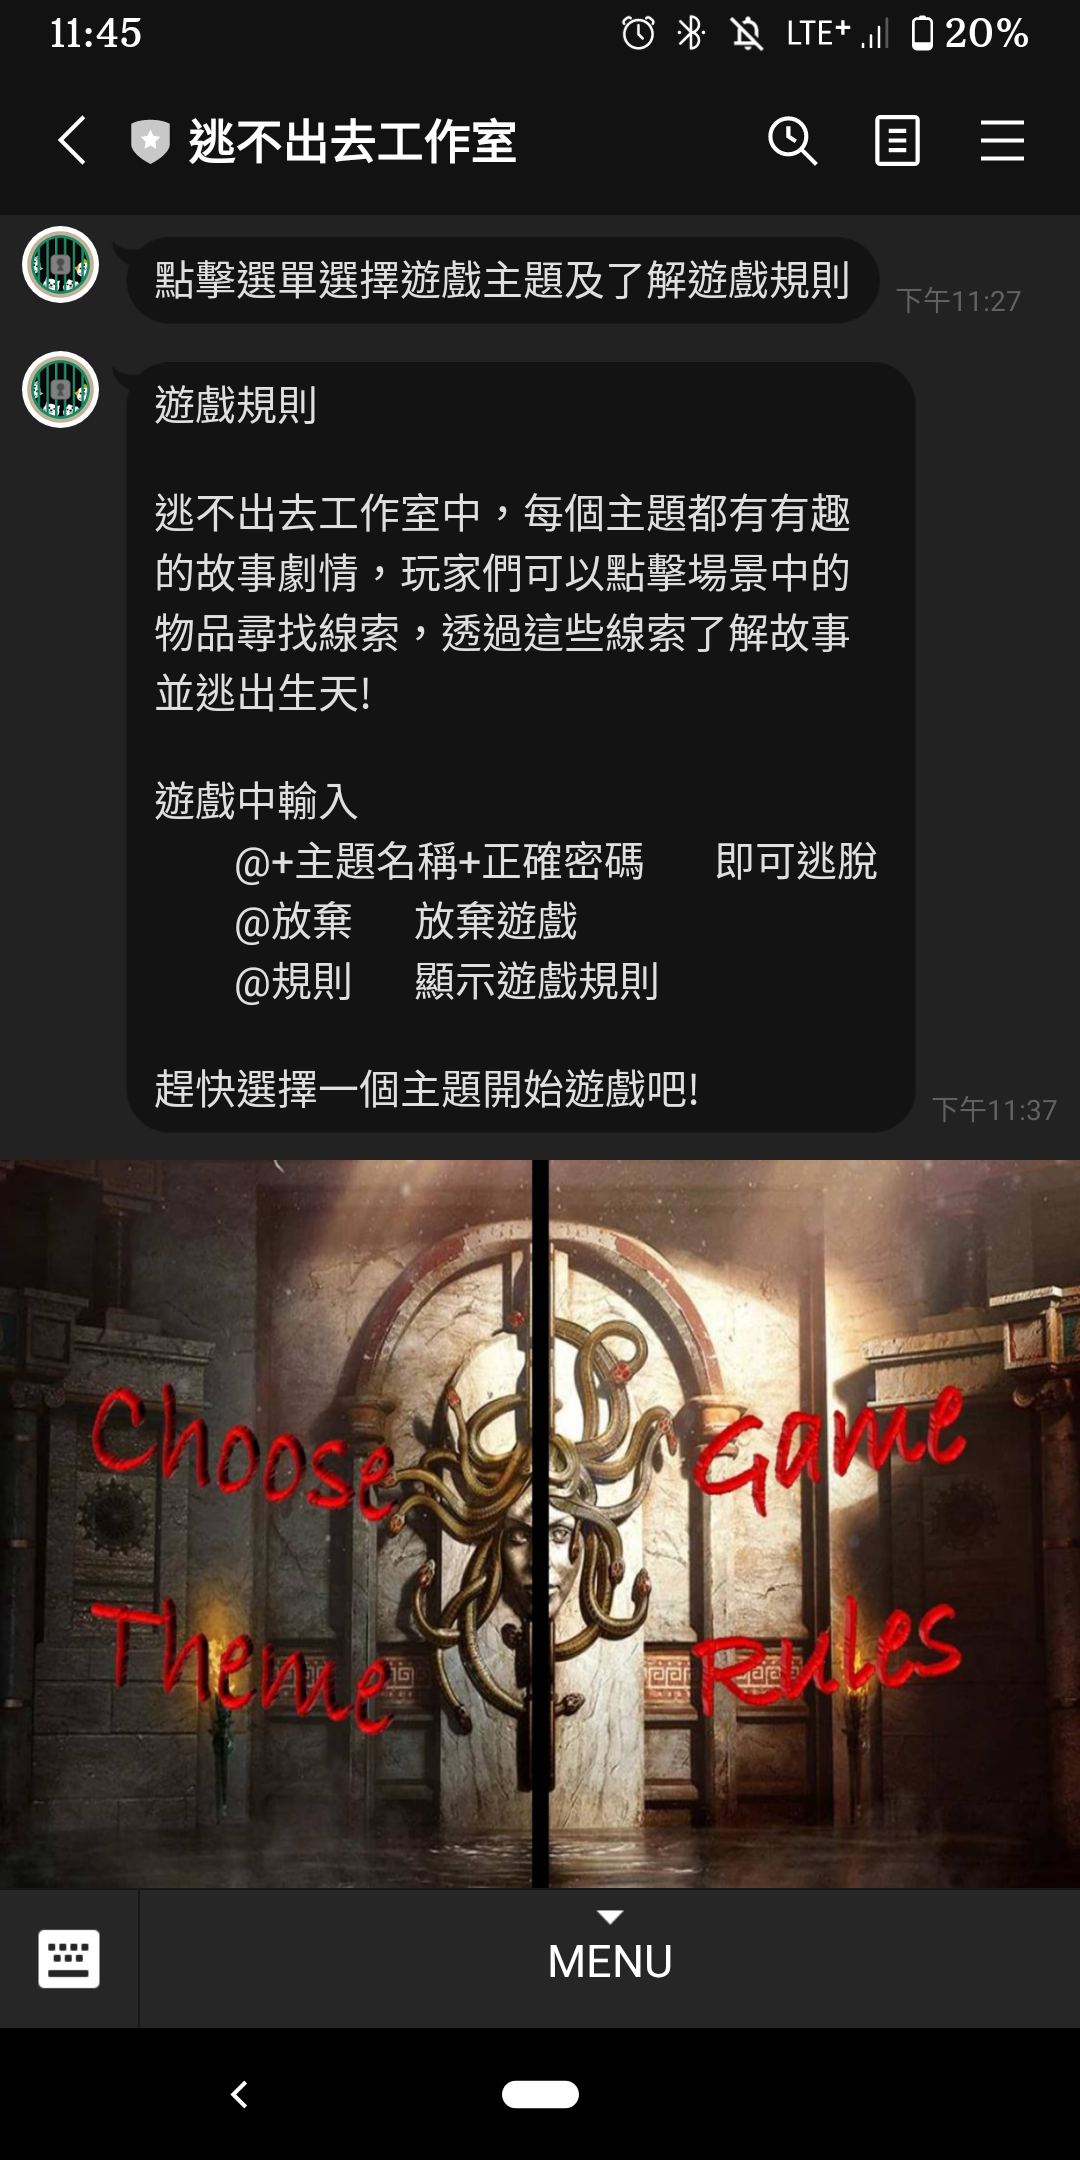 11:45
LTE+
20%
逃不出去工作室
點擊選單選擇遊戲主題及了解遊戲規則
下午11:27
遊戲規則
逃不出去工作室中，每個主題都有有趣
的故事劇情，玩家們可以點擊場景中的
物品尋找線索，透過這些線索了解故事
並逃出生天!
遊戲中輸入
@+主題名稱+正確密碼 即可逃脫
@放棄 放棄遊戲
@規則 顯示遊戲規則
趕快選擇一個主題開始遊戲吧!
下午11:37
Choose
Theme
Game
Rules
MENU